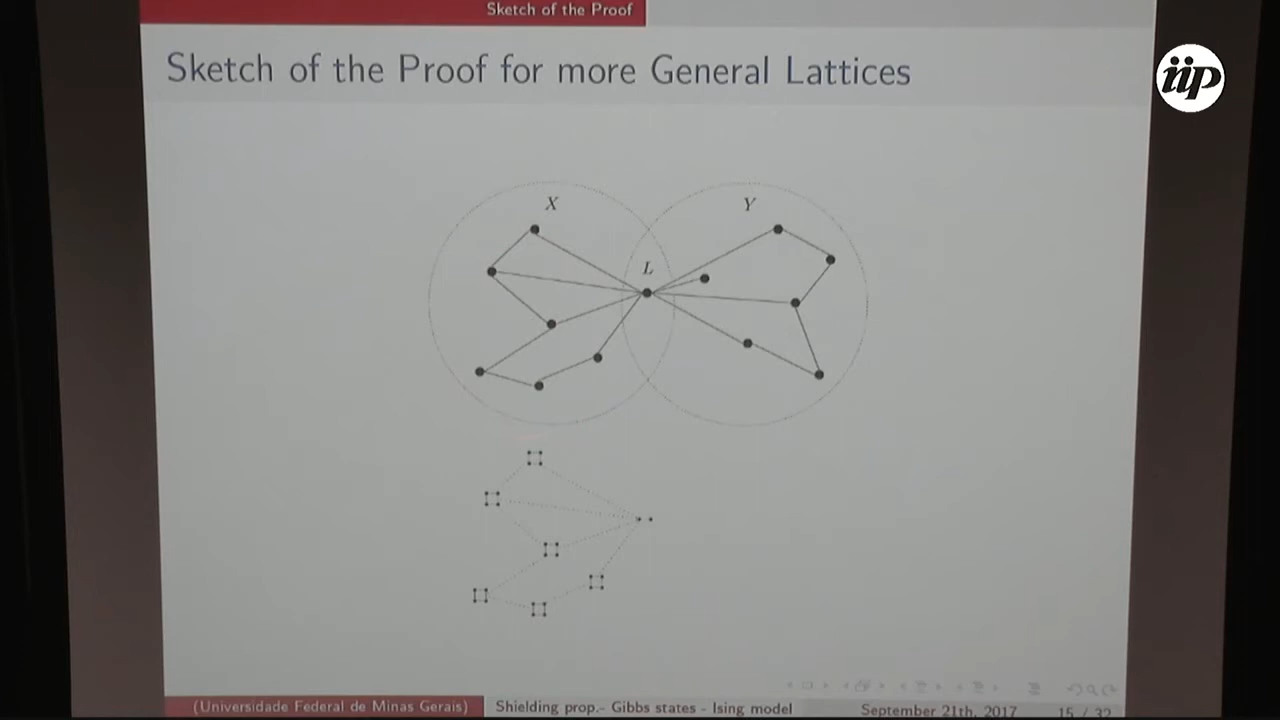 Sketch of the Proof
Sketch of the Proof for more General Lattices
iip
X
Y
L
(Universidade Federal de Minas Gerais)
Shielding prop.- Gibbs states - Ising model
September 21th, 2017
15 / 32